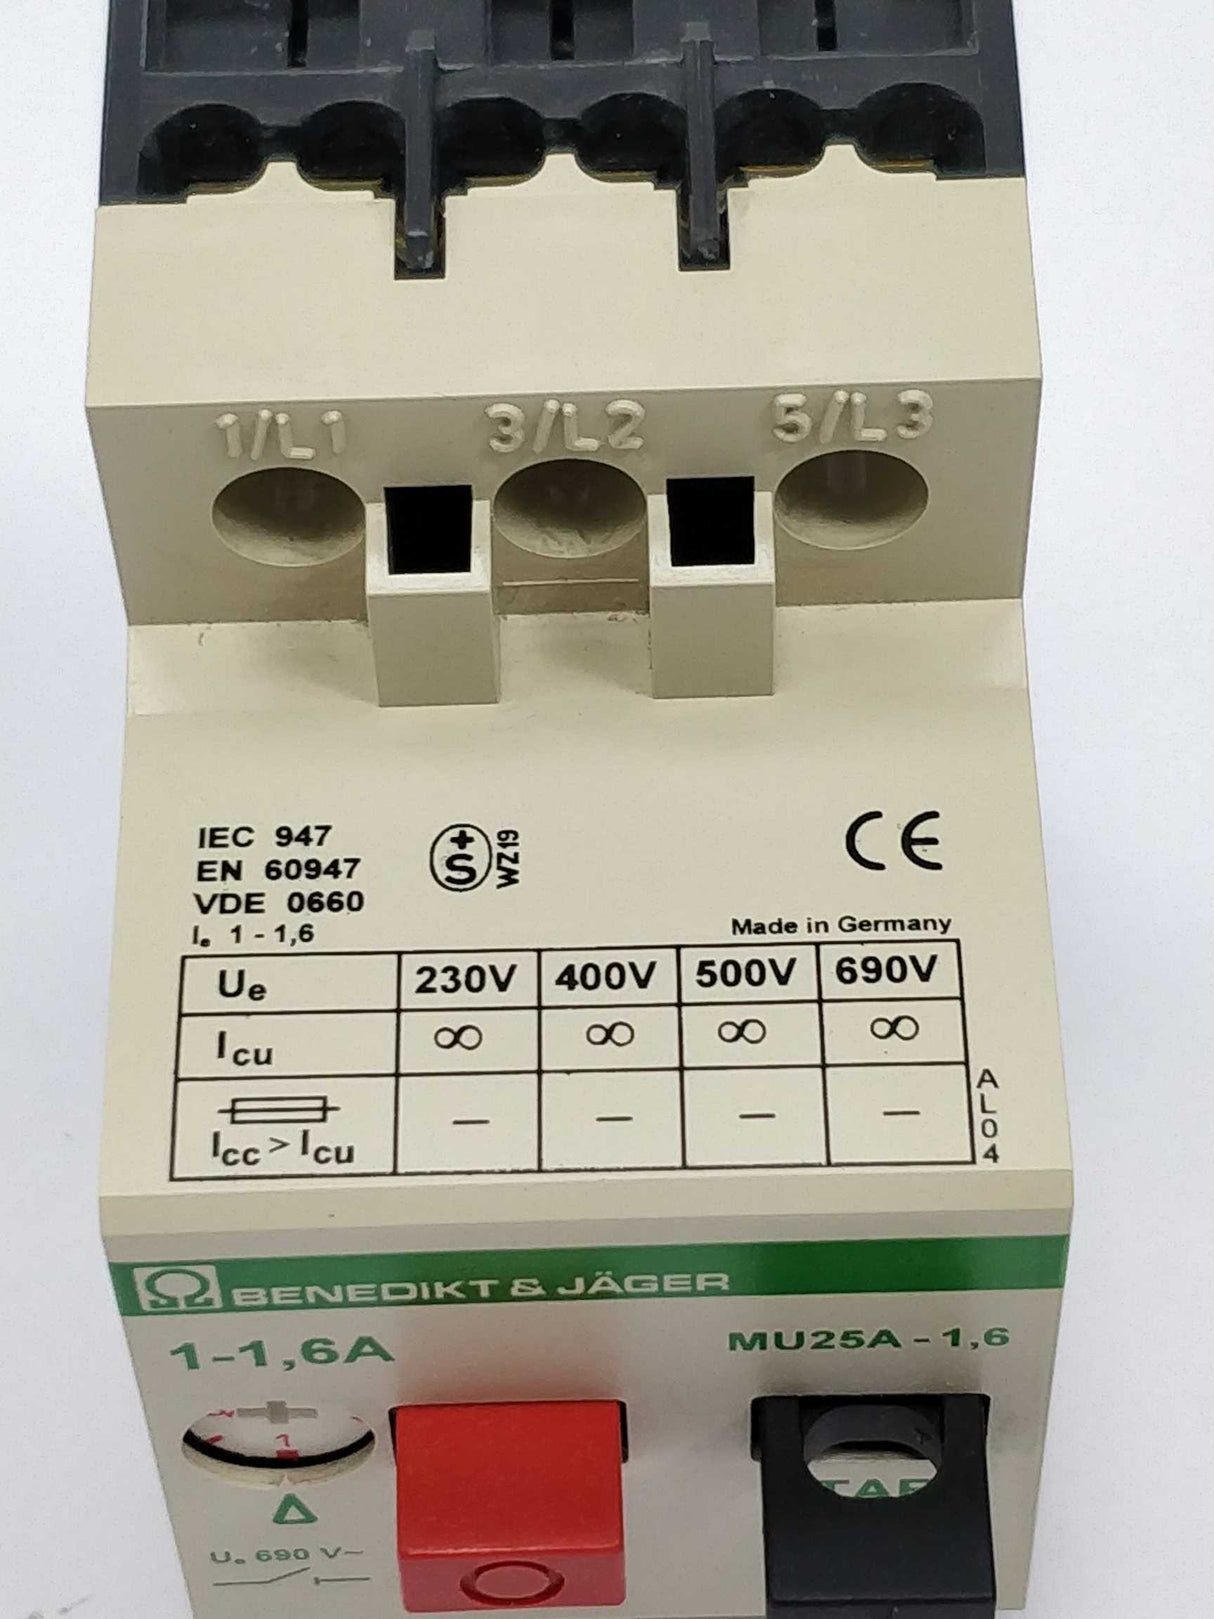 1/L1 3/L2 5/L3
IEC 947
EN 60947
VDE 0660
Ie 1 - 1,6
+
S
WZ19
CE
Made in Germany
Ue 230V 400V 500V 690V
Icu ∞ ∞ ∞ ∞
Icc > Icu — — — —
AL04
BENEDIKT & JÄGER
1-1,6A
MU25A - 1,6
1
Ue 690 V~